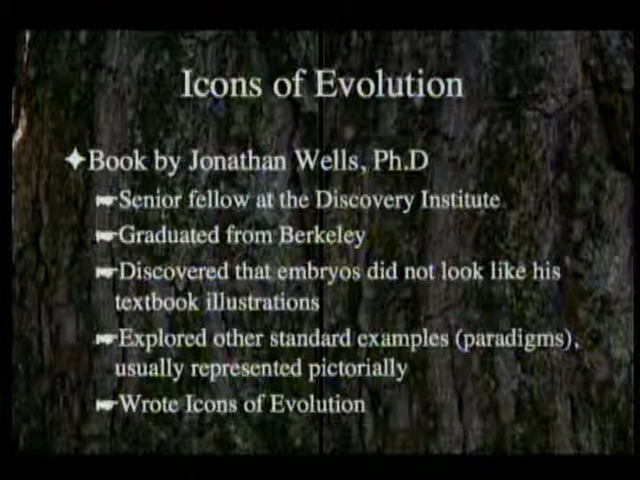 Icons of Evolution
Book by Jonathan Wells, Ph.D
Senior fellow at the Discovery Institute
Graduated from Berkeley
Discovered that embryos did not look like his
textbook illustrations
Explored other standard examples (paradigms),
usually represented pictorially
Wrote Icons of Evolution